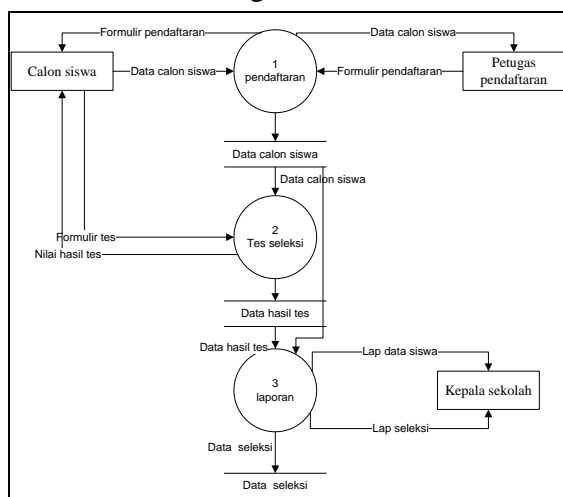 Formulir pendaftaran
Data calon siswa
Calon siswa
Data calon siswa
1
pendaftaran
Formulir pendaftaran
Petugas
pendaftaran
Data calon siswa
Data calon siswa
2
Tes seleksi
Formulir tes
Nilai hasil tes
Data hasil tes
Data hasil tes
3
laporan
Lap data siswa
Kepala sekolah
Lap seleksi
Data seleksi
Data seleksi